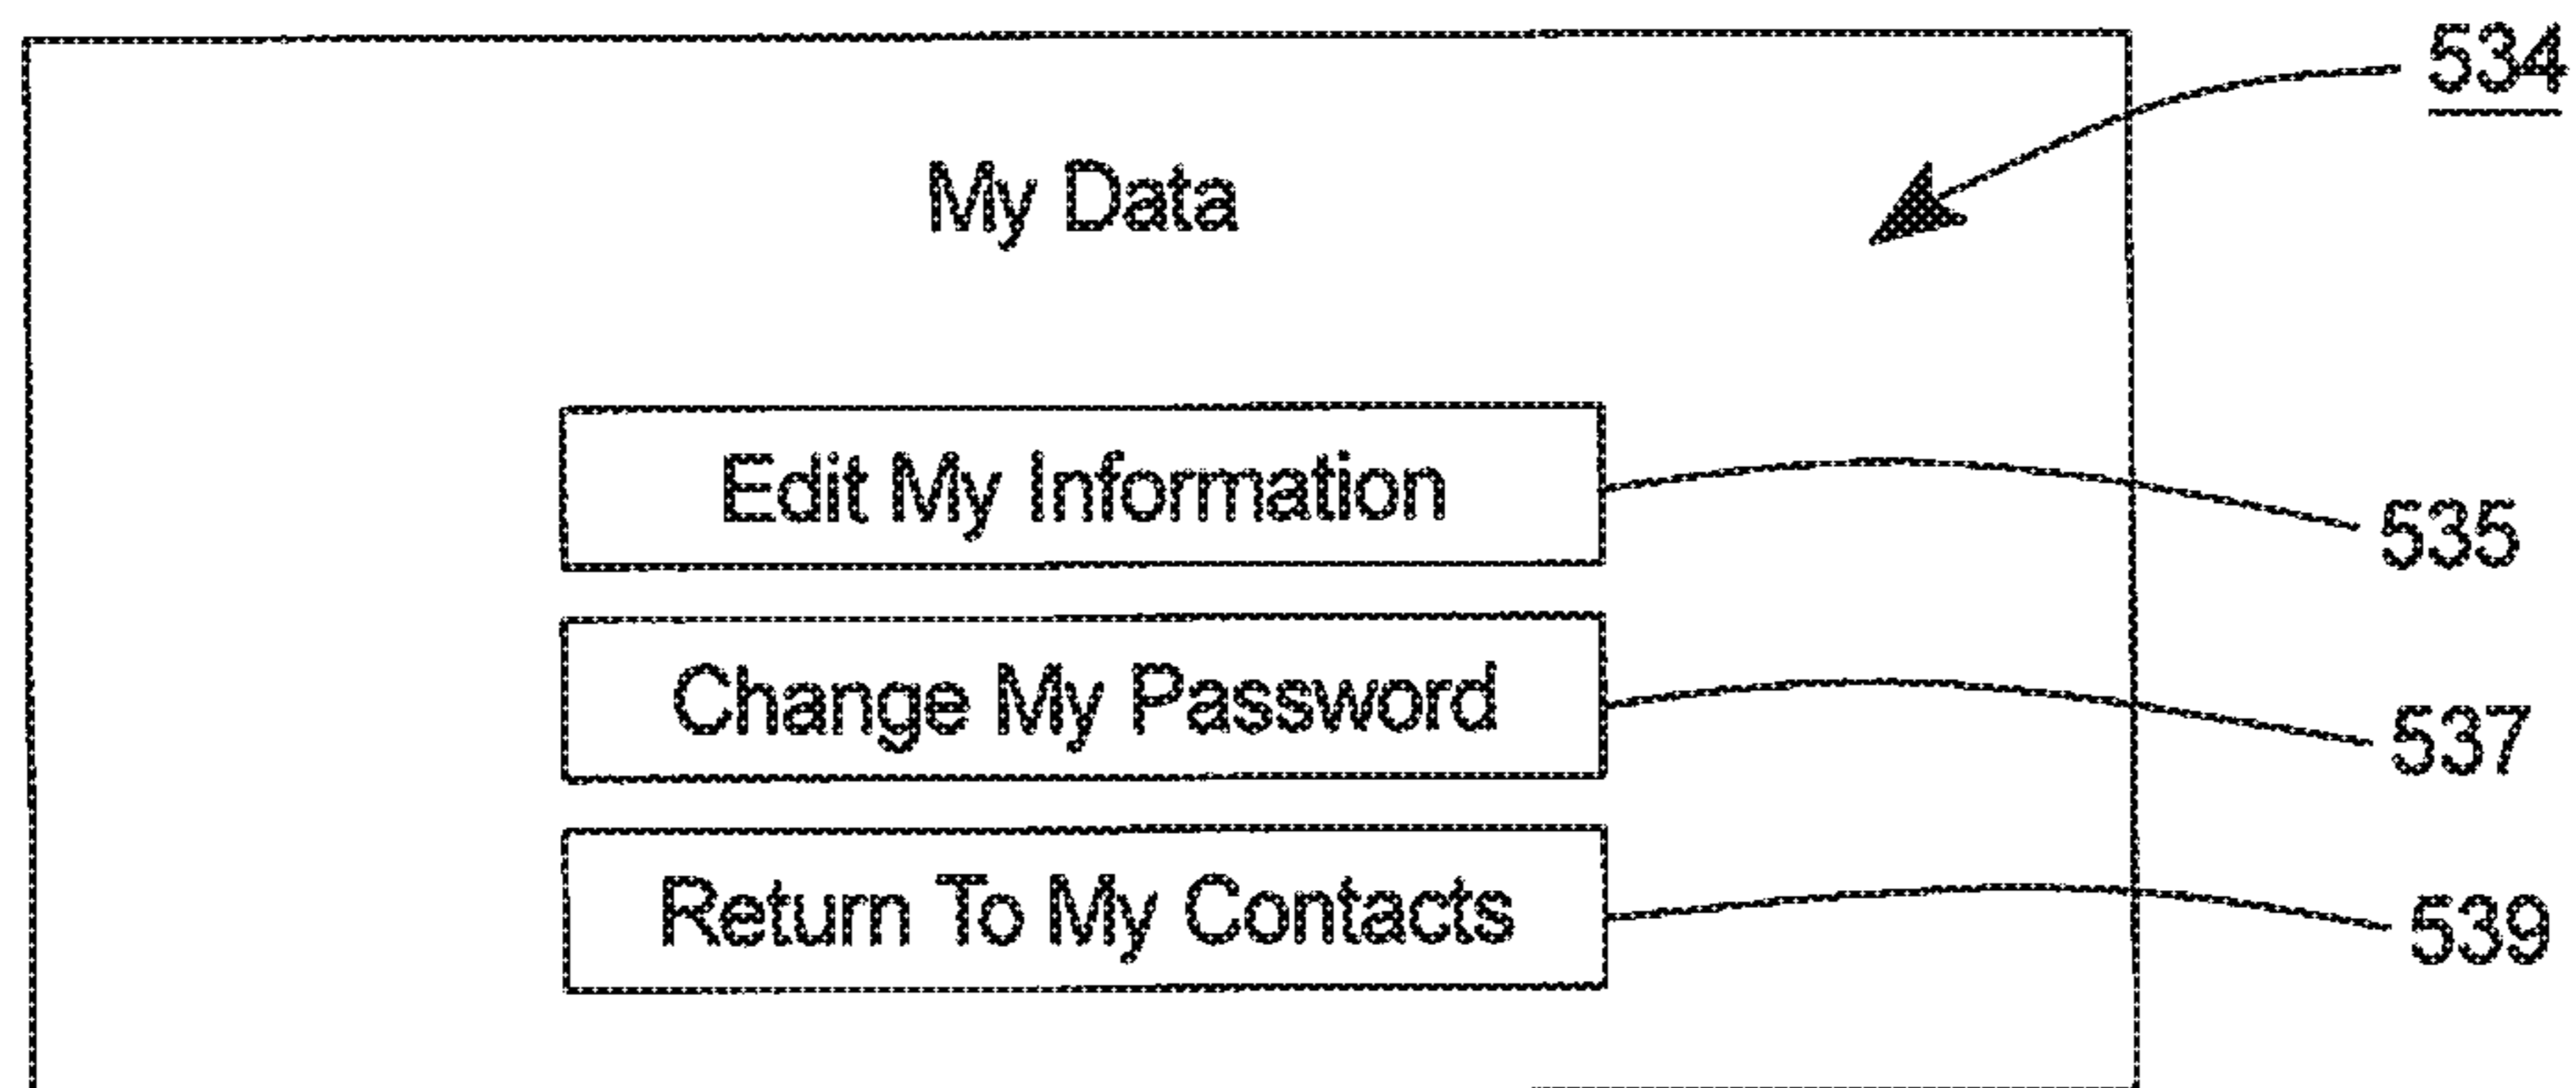 534
My Data
Edit My Information
535
Change My Password
537
Return To My Contacts
539